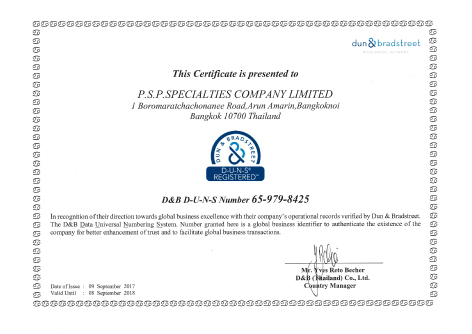 dun & bradstreet
This Certificate is presented to
P.S.P.SPECIALTIES COMPANY LIMITED
1 Boromaratchachonanee Road,Arun Amarin,Bangkoknoi
Bangkok 10700 Thailand
DUN & BRADSTREET
D-U-N-S®
REGISTERED™
D&B D-U-N-S Number 65-979-8425
In recognition of their direction towards global business excellence with their company's operational records verified by Dun & Bradstreet.
The D&B Data Universal Numbering System. Number granted here is a global business identifier to authenticate the existence of the
company for better enhancement of trust and to facilitate global business transactions.
Mr. Yves Reto Becher
D&B (Thailand) Co., Ltd.
Country Manager
Date of Issue : 09 September 2017
Valid Until : 08 September 2018